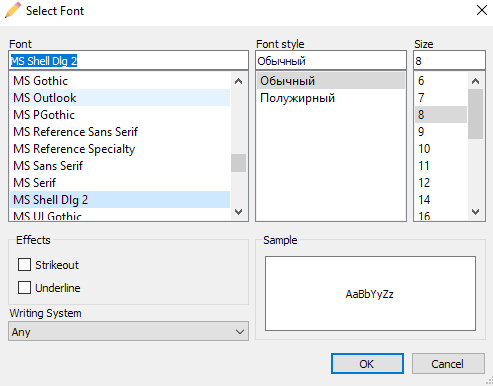 Select Font
Font
Font style
Size
MS Shell Dlg 2
Обычный
8
MS Gothic
MS Outlook
MS PGothic
MS Reference Sans Serif
MS Reference Specialty
MS Sans Serif
MS Serif
MS Shell Dlg 2
MS UI Gothic
Обычный
Полужирный
6
7
8
9
10
11
12
14
16
Effects
Strikeout
Underline
Sample
AaBbYyZz
Writing System
Any
OK
Cancel